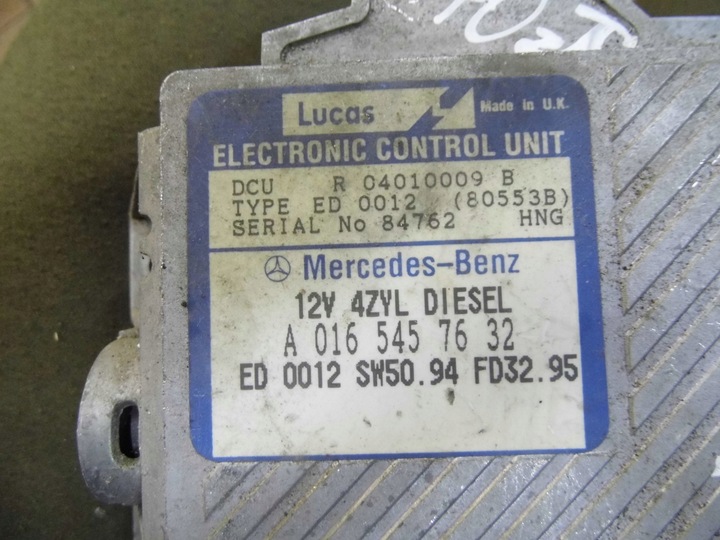 Lucas
Made in U.K.
ELECTRONIC CONTROL UNIT
DCU R 04010009 B
TYPE ED 0012 (80553B)
SERIAL No 84762 HNG
Mercedes-Benz
12V 4ZYL DIESEL
A 016 545 76 32
ED 0012 SW50.94 FD32.95